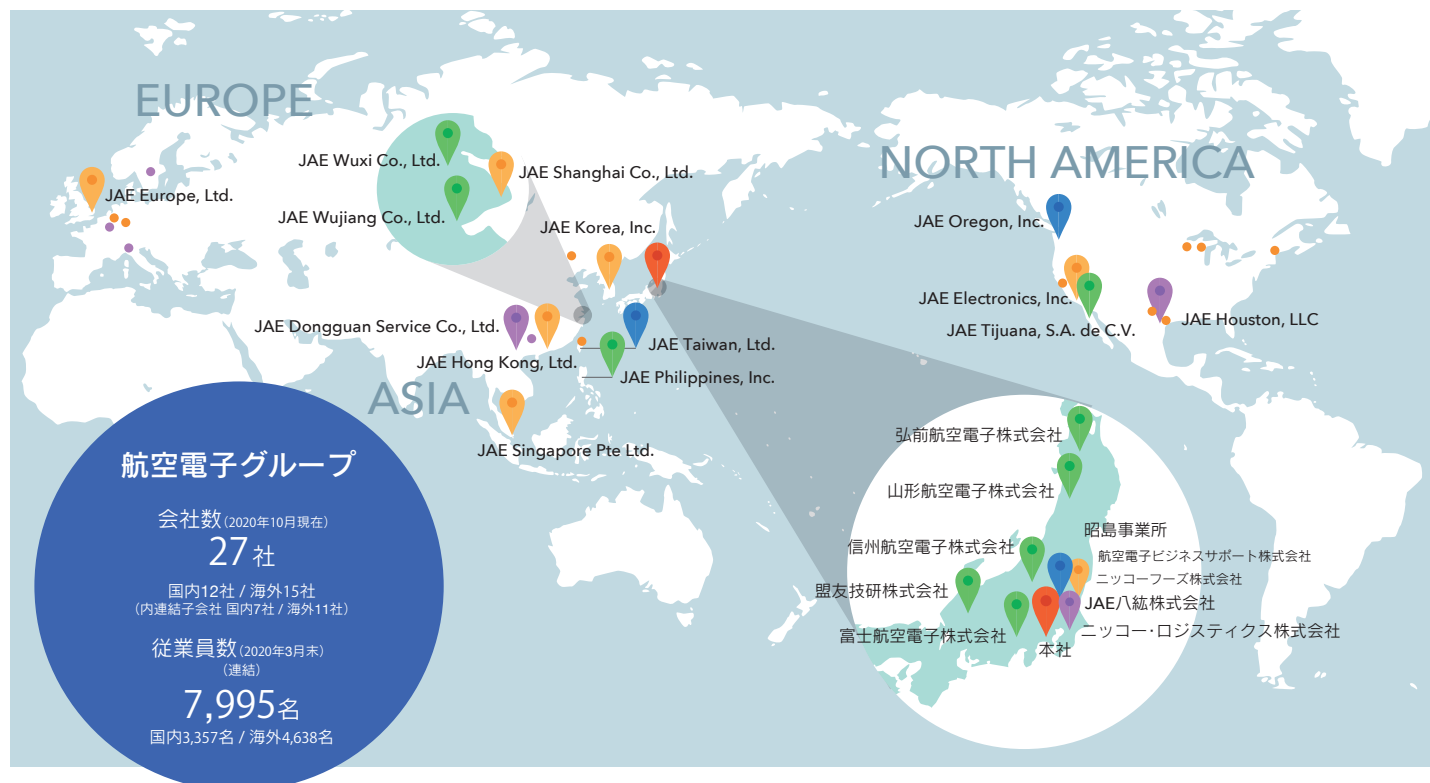 EUROPE
JAE Wuxi Co., Ltd.
JAE Shanghai Co., Ltd.
JAE Europe, Ltd.
JAE Wujiang Co., Ltd.
JAE Korea, Inc.
JAE Dongguan Service Co., Ltd.
JAE Hong Kong, Ltd.
JAE Taiwan, Ltd.
JAE Philippines, Inc.
ASIA
JAE Singapore Pte Ltd.
NORTH AMERICA
JAE Oregon, Inc.
JAE Electronics, Inc.
JAE Tijuana, S.A. de C.V.
JAE Houston, LLC
航空電子グループ
会社数(2020年10月現在)
27社
国内12社 / 海外15社
(内連結子会社 国内7社 / 海外11社)
従業員数(2020年3月末)
(連結)
7,995名
国内3,357名 / 海外4,638名
弘前航空電子株式会社
山形航空電子株式会社
昭島事業所
信州航空電子株式会社
航空電子ビジネスサポート株式会社
ニッコーフーズ株式会社
盟友技研株式会社
JAE八紘株式会社
富士航空電子株式会社
ニッコー・ロジスティクス株式会社
本社